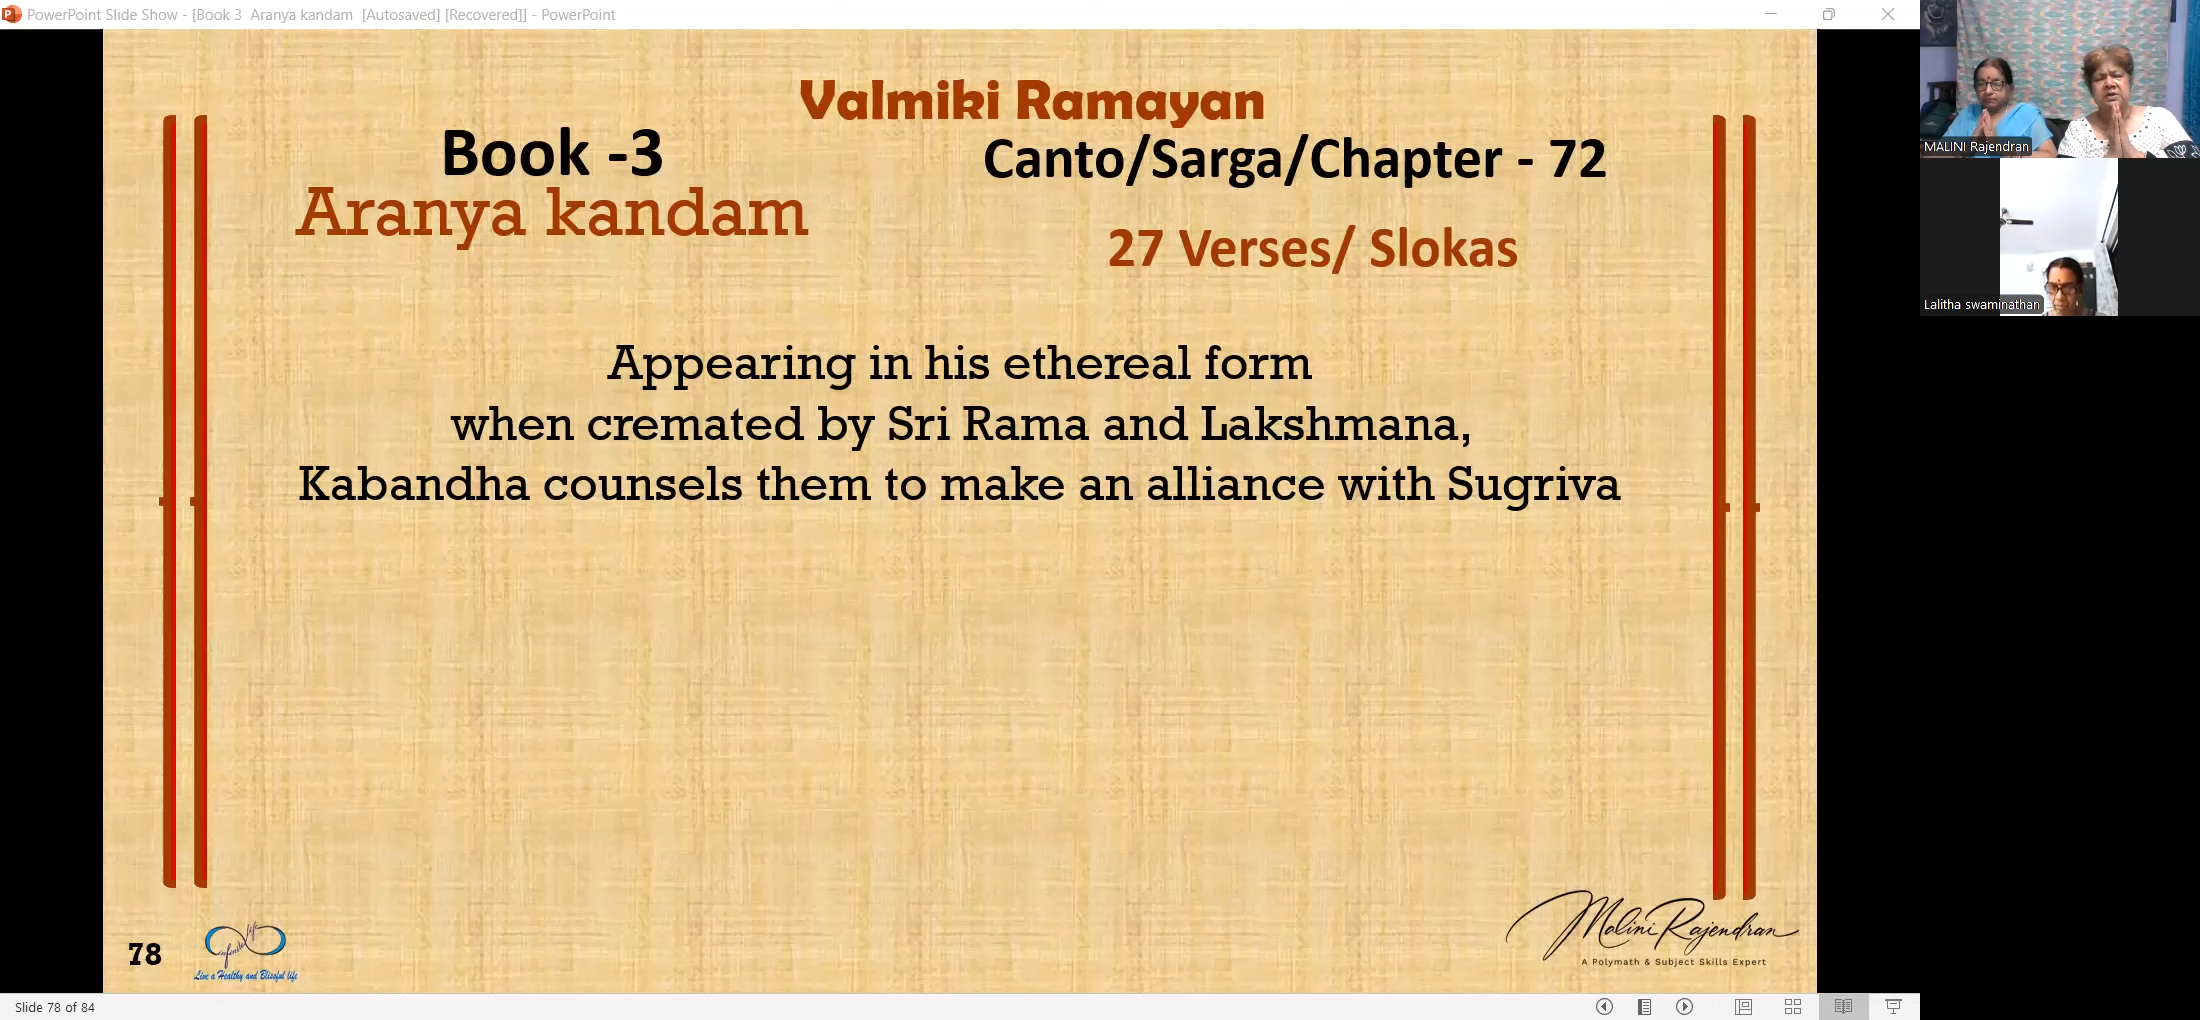 PowerPoint Slide Show - [Book 3  Aranya kandam  [Autosaved] [Recovered]] - PowerPoint
Valmiki Ramayan
Book -3
Canto/Sarga/Chapter - 72
Aranya kandam
27 Verses/ Slokas
Appearing in his ethereal form
when cremated by Sri Rama and Lakshmana,
Kabandha counsels them to make an alliance with Sugriva
78
infinite life
Live a Healthy and Blissful life
Malini Rajendran
A Polymath & Subject Skills Expert
Slide 78 of 84
MALINI Rajendran
Lalitha swaminathan